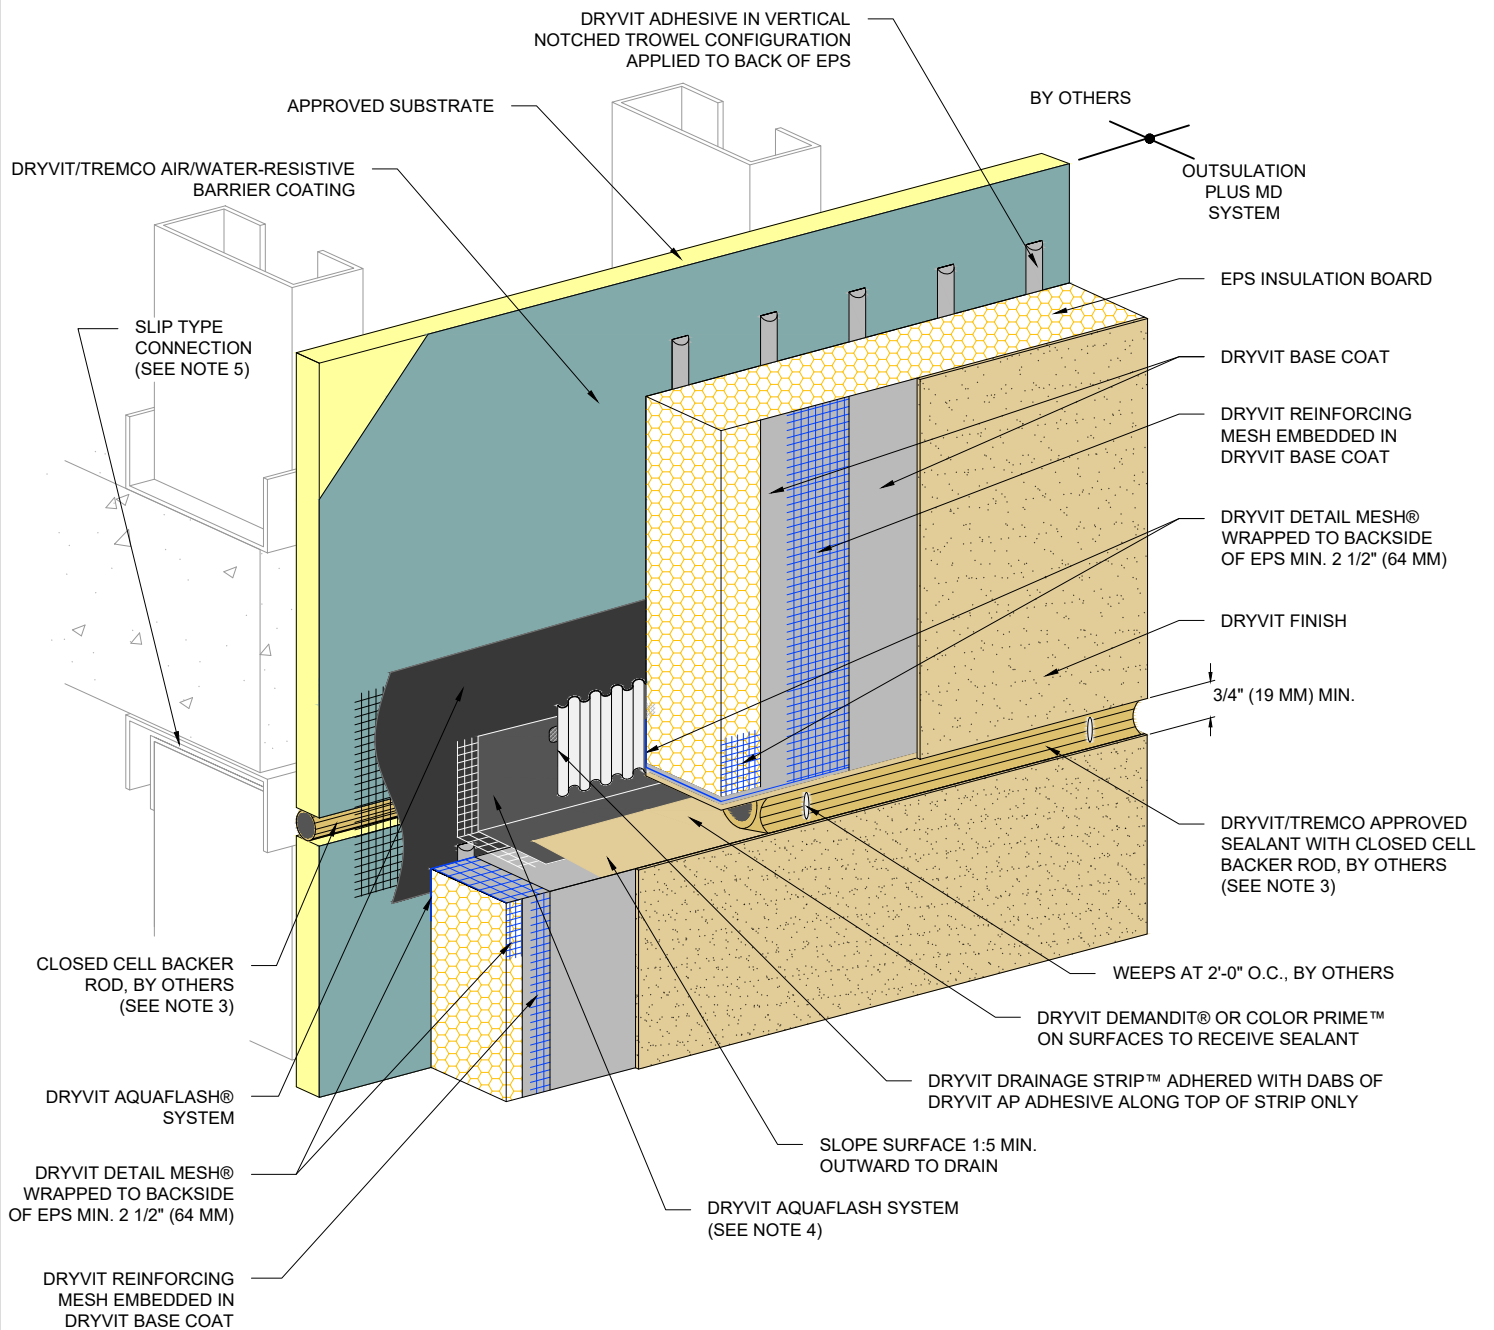 DRYVIT ADHESIVE IN VERTICAL
NOTCHED TROWEL CONFIGURATION
APPLIED TO BACK OF EPS
APPROVED SUBSTRATE
BY OTHERS
DRYVIT/TREMCO AIR/WATER-RESISTIVE
BARRIER COATING
OUTSULATION
PLUS MD
SYSTEM
EPS INSULATION BOARD
SLIP TYPE
CONNECTION
(SEE NOTE 5)
DRYVIT BASE COAT
DRYVIT REINFORCING
MESH EMBEDDED IN
DRYVIT BASE COAT
DRYVIT DETAIL MESH®
WRAPPED TO BACKSIDE
OF EPS MIN. 2 1/2" (64 MM)
DRYVIT FINISH
3/4" (19 MM) MIN.
DRYVIT/TREMCO APPROVED
SEALANT WITH CLOSED CELL
BACKER ROD, BY OTHERS
(SEE NOTE 3)
CLOSED CELL BACKER
ROD, BY OTHERS
(SEE NOTE 3)
WEEPS AT 2'-0" O.C., BY OTHERS
DRYVIT DEMANDIT® OR COLOR PRIME™
ON SURFACES TO RECEIVE SEALANT
DRYVIT DRAINAGE STRIP™ ADHERED WITH DABS OF
DRYVIT AP ADHESIVE ALONG TOP OF STRIP ONLY
DRYVIT AQUAFLASH®
SYSTEM
SLOPE SURFACE 1:5 MIN.
OUTWARD TO DRAIN
DRYVIT DETAIL MESH®
WRAPPED TO BACKSIDE
OF EPS MIN. 2 1/2" (64 MM)
DRYVIT AQUAFLASH SYSTEM
(SEE NOTE 4)
DRYVIT REINFORCING
MESH EMBEDDED IN
DRYVIT BASE COAT